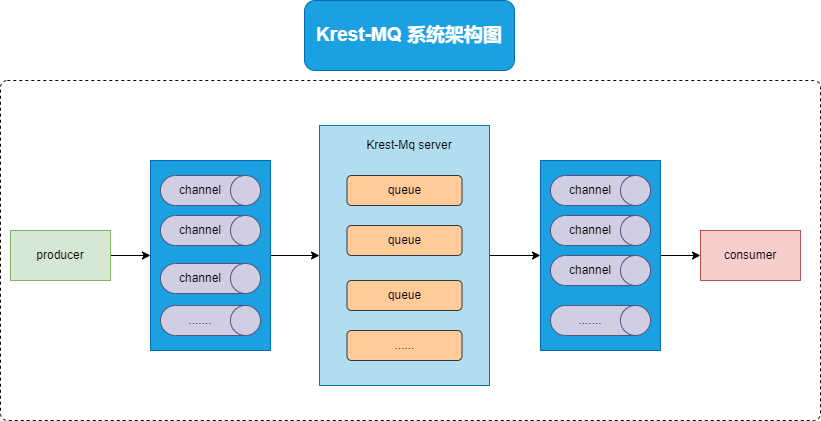 Krest-MQ 系统架构图
producer
channel
channel
channel
.......
Krest-Mq server
queue
queue
queue
......
channel
channel
channel
.......
consumer